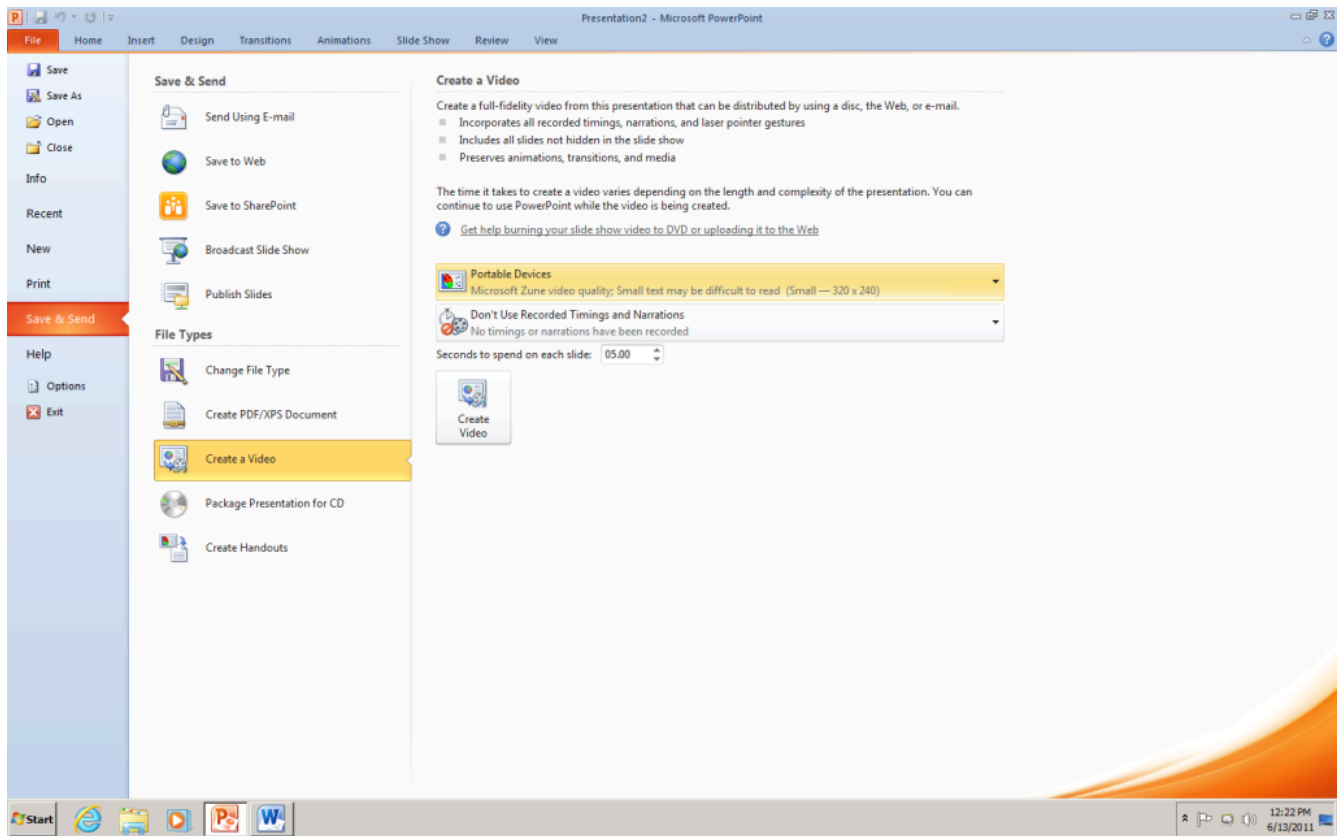 Presentation2 - Microsoft PowerPoint
File Home Insert Design Transitions Animations Slide Show Review View
Save
Save As
Open
Close
Info
Recent
New
Print
Save & Send
Help
Options
Exit
Save & Send
Send Using E-mail
Save to Web
Save to SharePoint
Broadcast Slide Show
Publish Slides
File Types
Change File Type
Create PDF/XPS Document
Create a Video
Package Presentation for CD
Create Handouts
Create a Video
Create a full-fidelity video from this presentation that can be distributed by using a disc, the Web, or e-mail.
Incorporates all recorded timings, narrations, and laser pointer gestures
Includes all slides not hidden in the slide show
Preserves animations, transitions, and media
The time it takes to create a video varies depending on the length and complexity of the presentation. You can
continue to use PowerPoint while the video is being created.
Get help burning your slide show video to DVD or uploading it to the Web
Portable Devices
Microsoft Zune video quality; Small text may be difficult to read (Small — 320 x 240)
Don't Use Recorded Timings and Narrations
No timings or narrations have been recorded
Seconds to spend on each slide: 05.00
Create
Video
Start
12:22 PM
6/13/2011